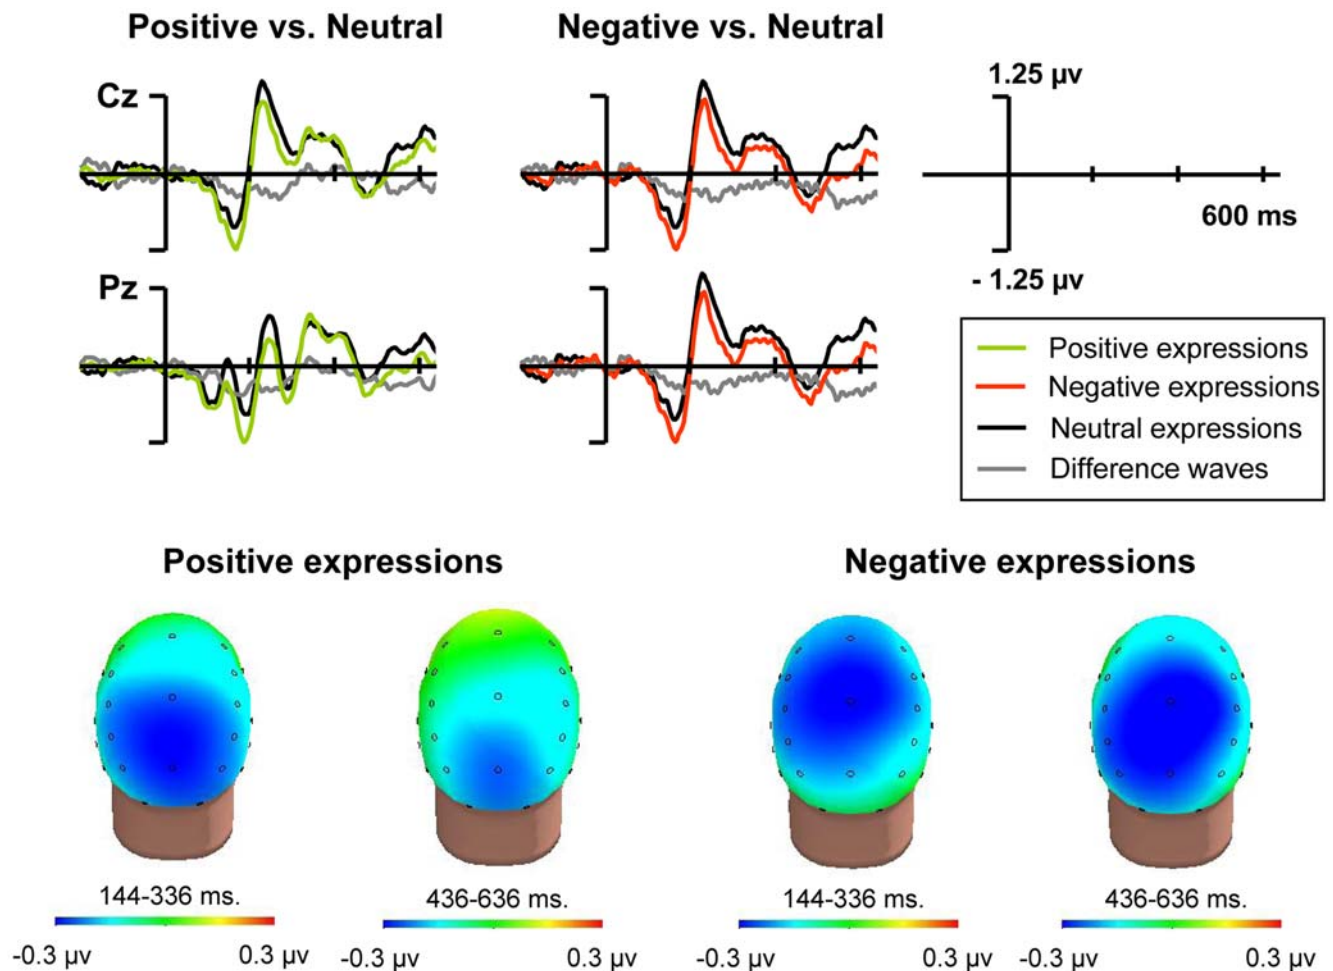 Positive vs. Neutral
Negative vs. Neutral
Cz
1.25 µv
600 ms
- 1.25 µv
Pz
Positive expressions
Negative expressions
Neutral expressions
Difference waves
Positive expressions
Negative expressions
144-336 ms.
436-636 ms.
144-336 ms.
436-636 ms.
-0.3 µv
0.3 µv
-0.3 µv
0.3 µv
-0.3 µv
0.3 µv
-0.3 µv
0.3 µv